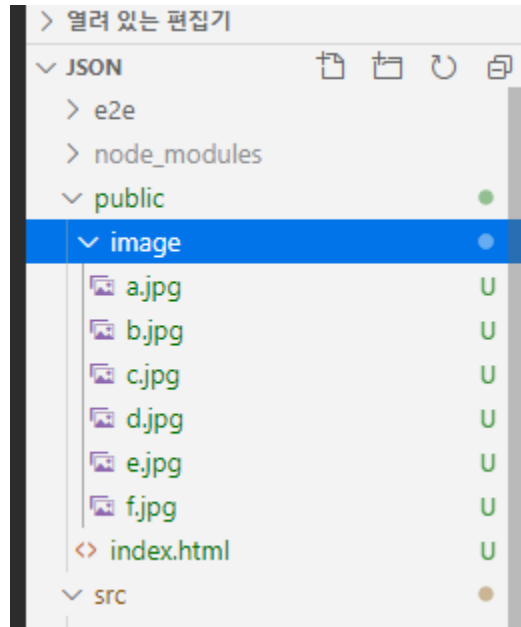 열려 있는 편집기
JSON
e2e
node_modules
public
image
a.jpg U
b.jpg U
c.jpg U
d.jpg U
e.jpg U
f.jpg U
<> index.html U
src